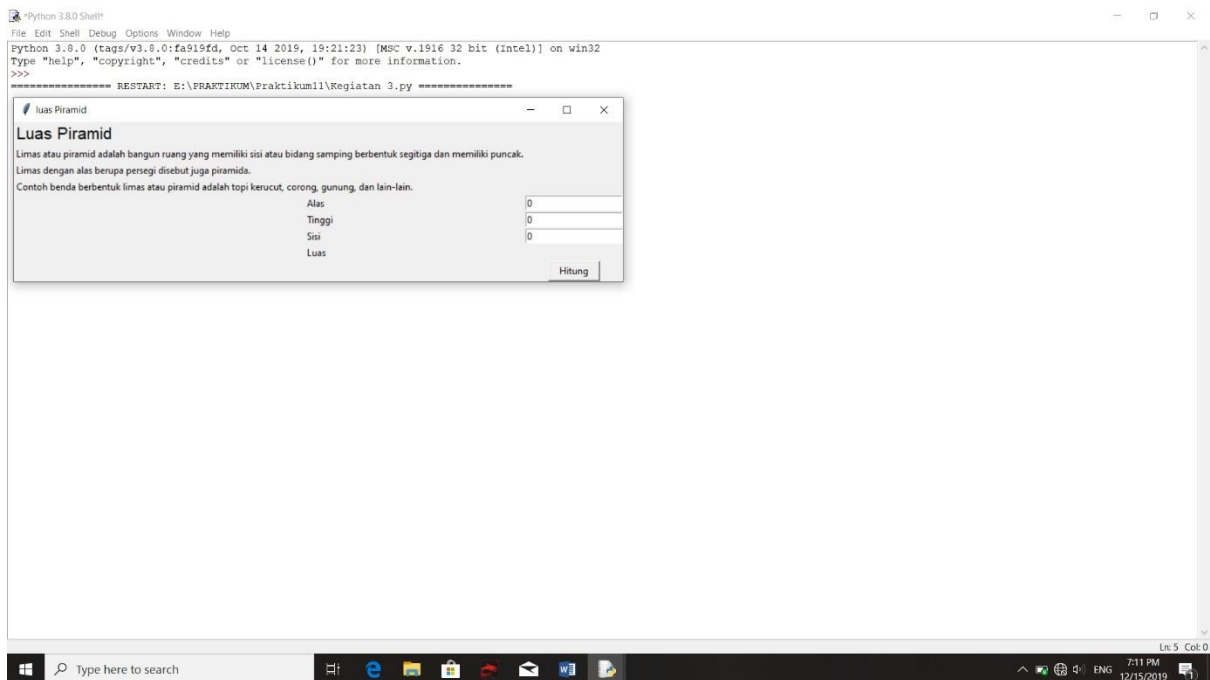 *Python 3.8.0 Shell*
File Edit Shell Debug Options Window Help
Python 3.8.0 (tags/v3.8.0:fa919fd, Oct 14 2019, 19:21:23) [MSC v.1916 32 bit (Intel)] on win32
Type "help", "copyright", "credits" or "license()" for more information.
>>>
================ RESTART: E:\PRAKTIKUM\Praktikum11\Kegiatan 3.py ===============
luas Piramid
Luas Piramid
Limas atau piramid adalah bangun ruang yang memiliki sisi atau bidang samping berbentuk segitiga dan memiliki puncak.
Limas dengan alas berupa persegi disebut juga piramida.
Contoh benda berbentuk limas atau piramid adalah topi kerucut, corong, gunung, dan lain-lain.
Alas 0
Tinggi 0
Sisi 0
Luas
Hitung
Ln: 5 Col: 0
Type here to search
ENG
7:11 PM
12/15/2019
1